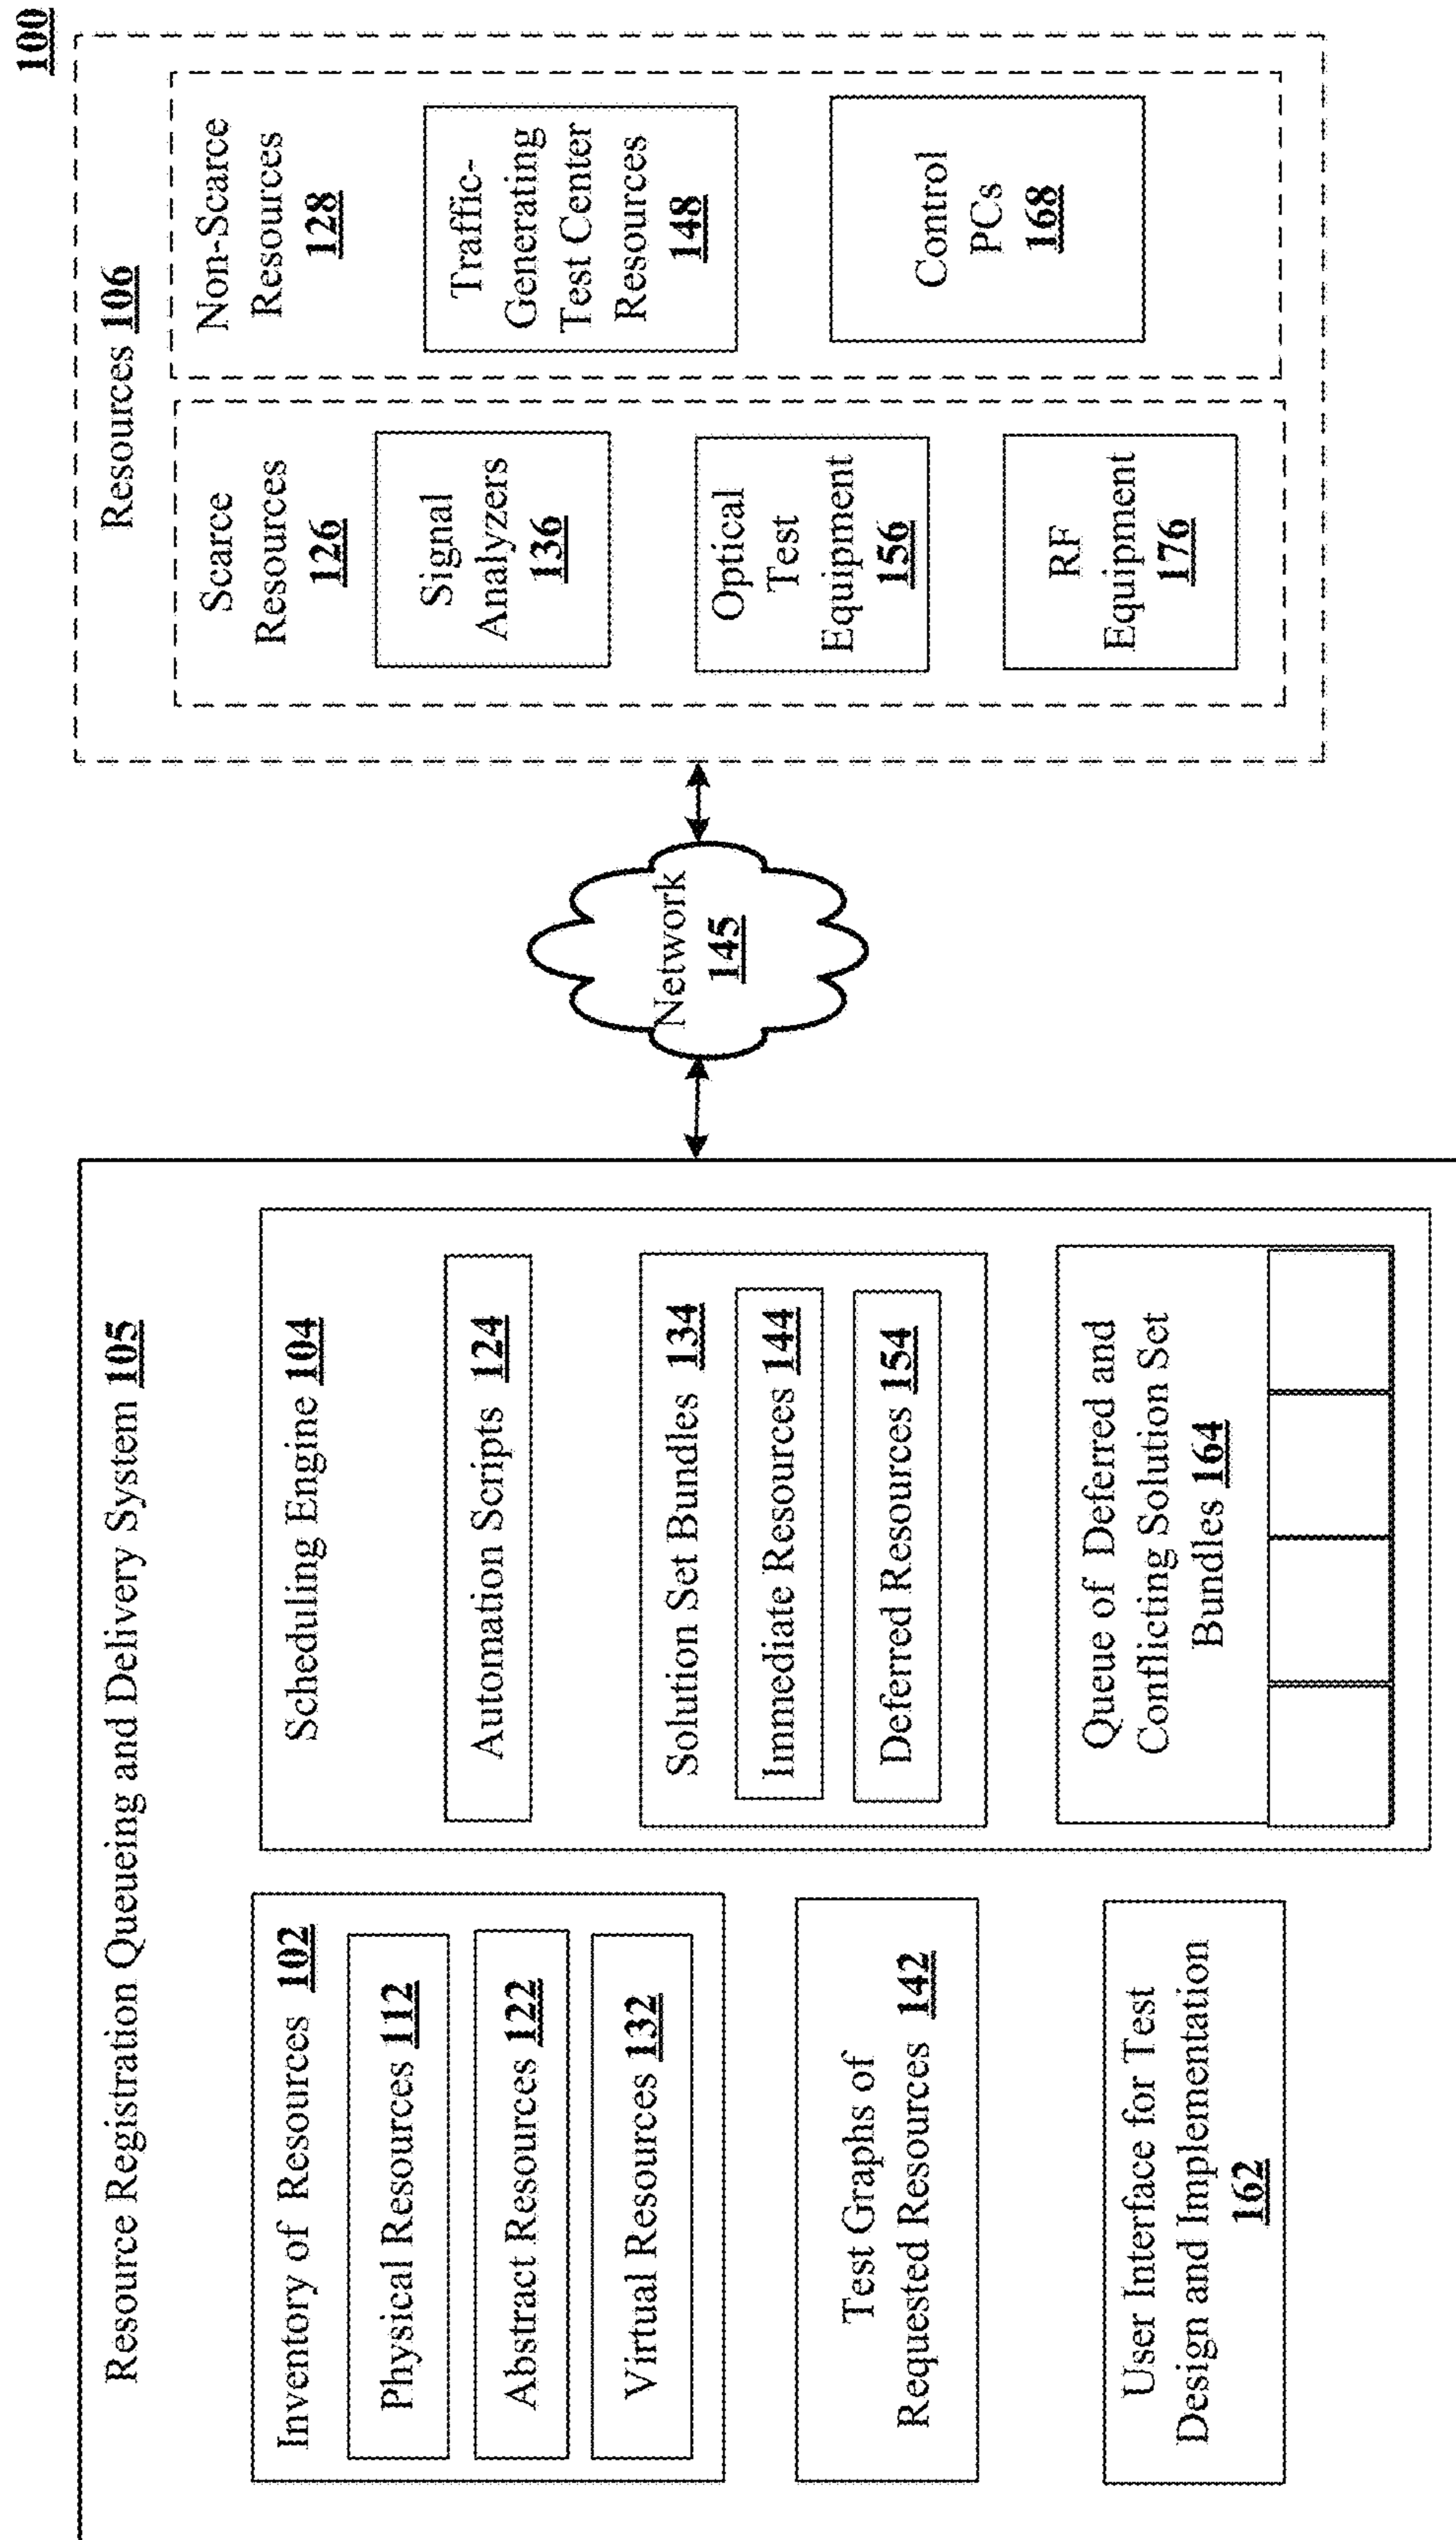 100
Resource Registration Queueing and Delivery System 105
Inventory of Resources 102
Physical Resources 112
Abstract Resources 122
Virtual Resources 132
Test Graphs of
Requested Resources 142
User Interface for Test
Design and Implementation
162
Scheduling Engine 104
Automation Scripts 124
Solution Set Bundles 134
Immediate Resources 144
Deferred Resources 154
Queue of Deferred and
Conflicting Solution Set
Bundles 164
Network
145
Resources 106
Scarce
Resources
126
Signal
Analyzers
136
Optical
Test
Equipment
156
RF
Equipment
176
Non-Scarce
Resources
128
Traffic-
Generating
Test Center
Resources
148
Control
PCs
168